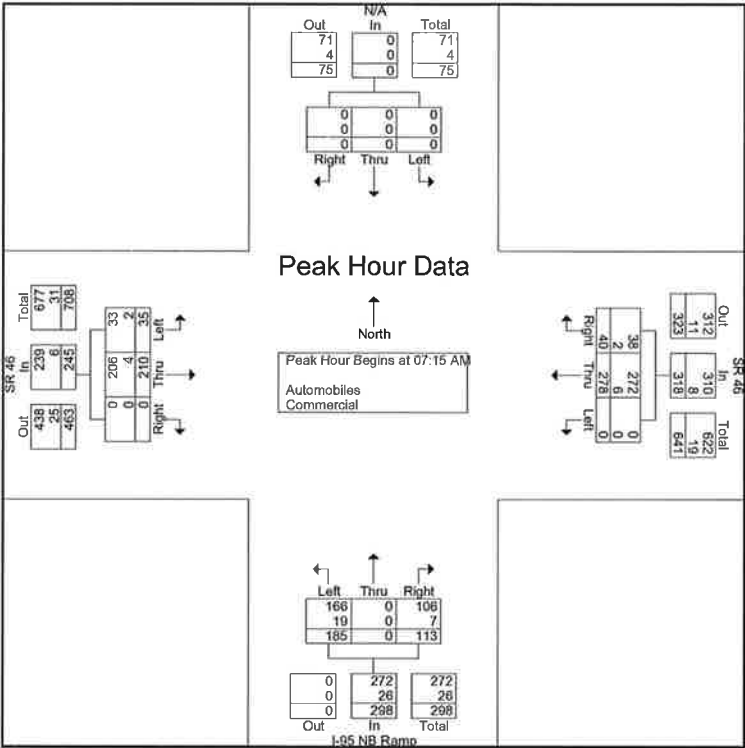 N/A
Out In Total
71 0 71
4 0 4
75 0 75
0 0 0
0 0 0
0 0 0
Right Thru Left
Peak Hour Data
North
Peak Hour Begins at 07:15 AM
Automobiles
Commercial
SR 46
Total
677
31
708
In
239
6
245
Out
438
25
463
Left
33
2
35
Thru
206
4
210
Right
0
0
0
SR 46
Out
312
11
323
In
310
8
318
Total
622
19
641
Right
38
2
40
Thru
272
6
278
Left
0
0
0
Left Thru Right
166 0 106
19 0 7
185 0 113
0 272 272
0 26 26
0 298 298
Out In Total
I-95 NB Ramp